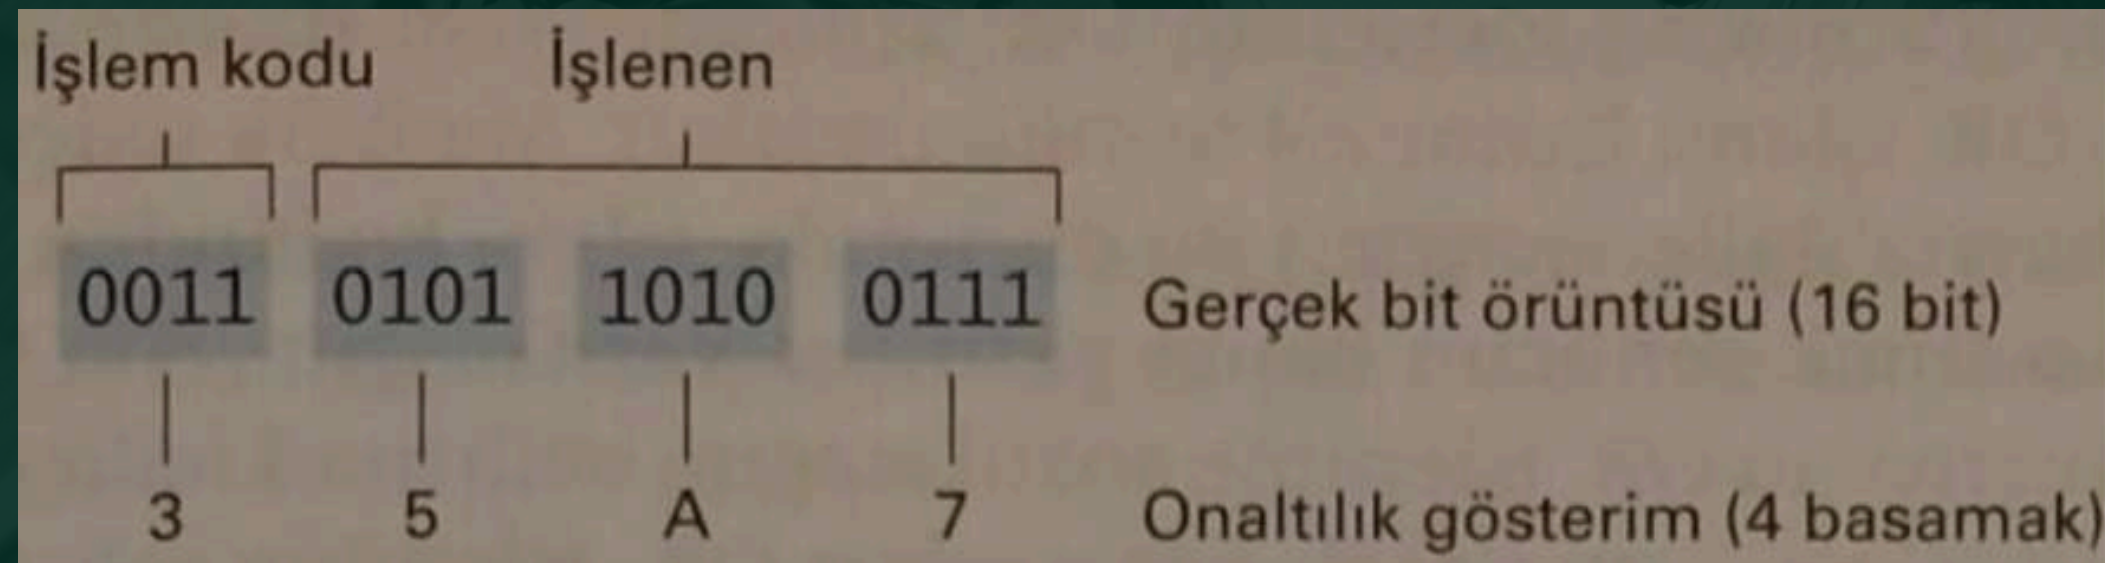 İşlem kodu İşlenen
0011 0101 1010 0111 Gerçek bit örüntüsü (16 bit)
3 5 A 7 Onaltılık gösterim (4 basamak)